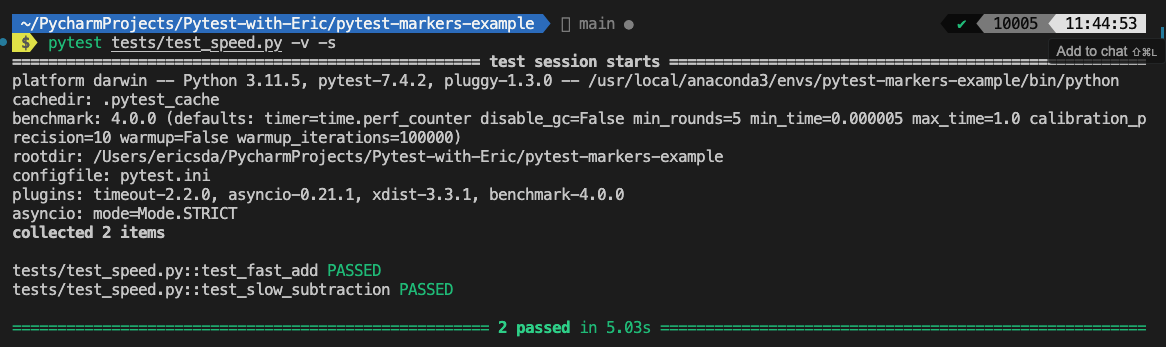 ~/PycharmProjects/Pytest-with-Eric/pytest-markers-example main ● ✔ 10005 11:44:53
$ pytest tests/test_speed.py -v -s
Add to chat ⇧⌘L
============================================== test session starts ==============================================
platform darwin -- Python 3.11.5, pytest-7.4.2, pluggy-1.3.0 -- /usr/local/anaconda3/envs/pytest-markers-example/bin/python
cachedir: .pytest_cache
benchmark: 4.0.0 (defaults: timer=time.perf_counter disable_gc=False min_rounds=5 min_time=0.000005 max_time=1.0 calibration_p
recision=10 warmup=False warmup_iterations=100000)
rootdir: /Users/ericsda/PycharmProjects/Pytest-with-Eric/pytest-markers-example
configfile: pytest.ini
plugins: timeout-2.2.0, asyncio-0.21.1, xdist-3.3.1, benchmark-4.0.0
asyncio: mode=Mode.STRICT
collected 2 items
tests/test_speed.py::test_fast_add PASSED
tests/test_speed.py::test_slow_subtraction PASSED
=============================================== 2 passed in 5.03s ===============================================